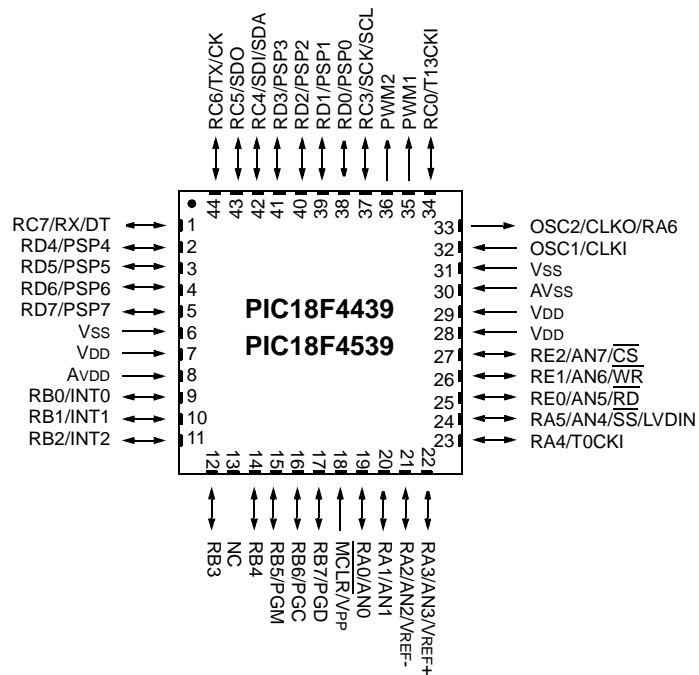 RC6/TX/CK
RC5/SDO
RC4/SDI/SDA
RD3/PSP3
RD2/PSP2
RD1/PSP1
RD0/PSP0
RC3/SCK/SCL
PWM2
PWM1
RC0/T13CKI
44
43
42
41
40
39
38
37
36
35
34
RC7/RX/DT 1
RD4/PSP4 2
RD5/PSP5 3
RD6/PSP6 4
RD7/PSP7 5
VSS 6
VDD 7
AVDD 8
RB0/INT0 9
RB1/INT1 10
RB2/INT2 11
PIC18F4439
PIC18F4539
33 OSC2/CLKO/RA6
32 OSC1/CLKI
31 VSS
30 AVSS
29 VDD
28 VDD
27 RE2/AN7/C̅S̅
26 RE1/AN6/W̅R̅
25 RE0/AN5/R̅D̅
24 RA5/AN4/S̅S̅/LVDIN
23 RA4/T0CKI
12
13
14
15
16
17
18
19
20
21
22
RB3
NC
RB4
RB5/PGM
RB6/PGC
RB7/PGD
M̅C̅L̅R̅/VPP
RA0/AN0
RA1/AN1
RA2/AN2/VREF-
RA3/AN3/VREF+